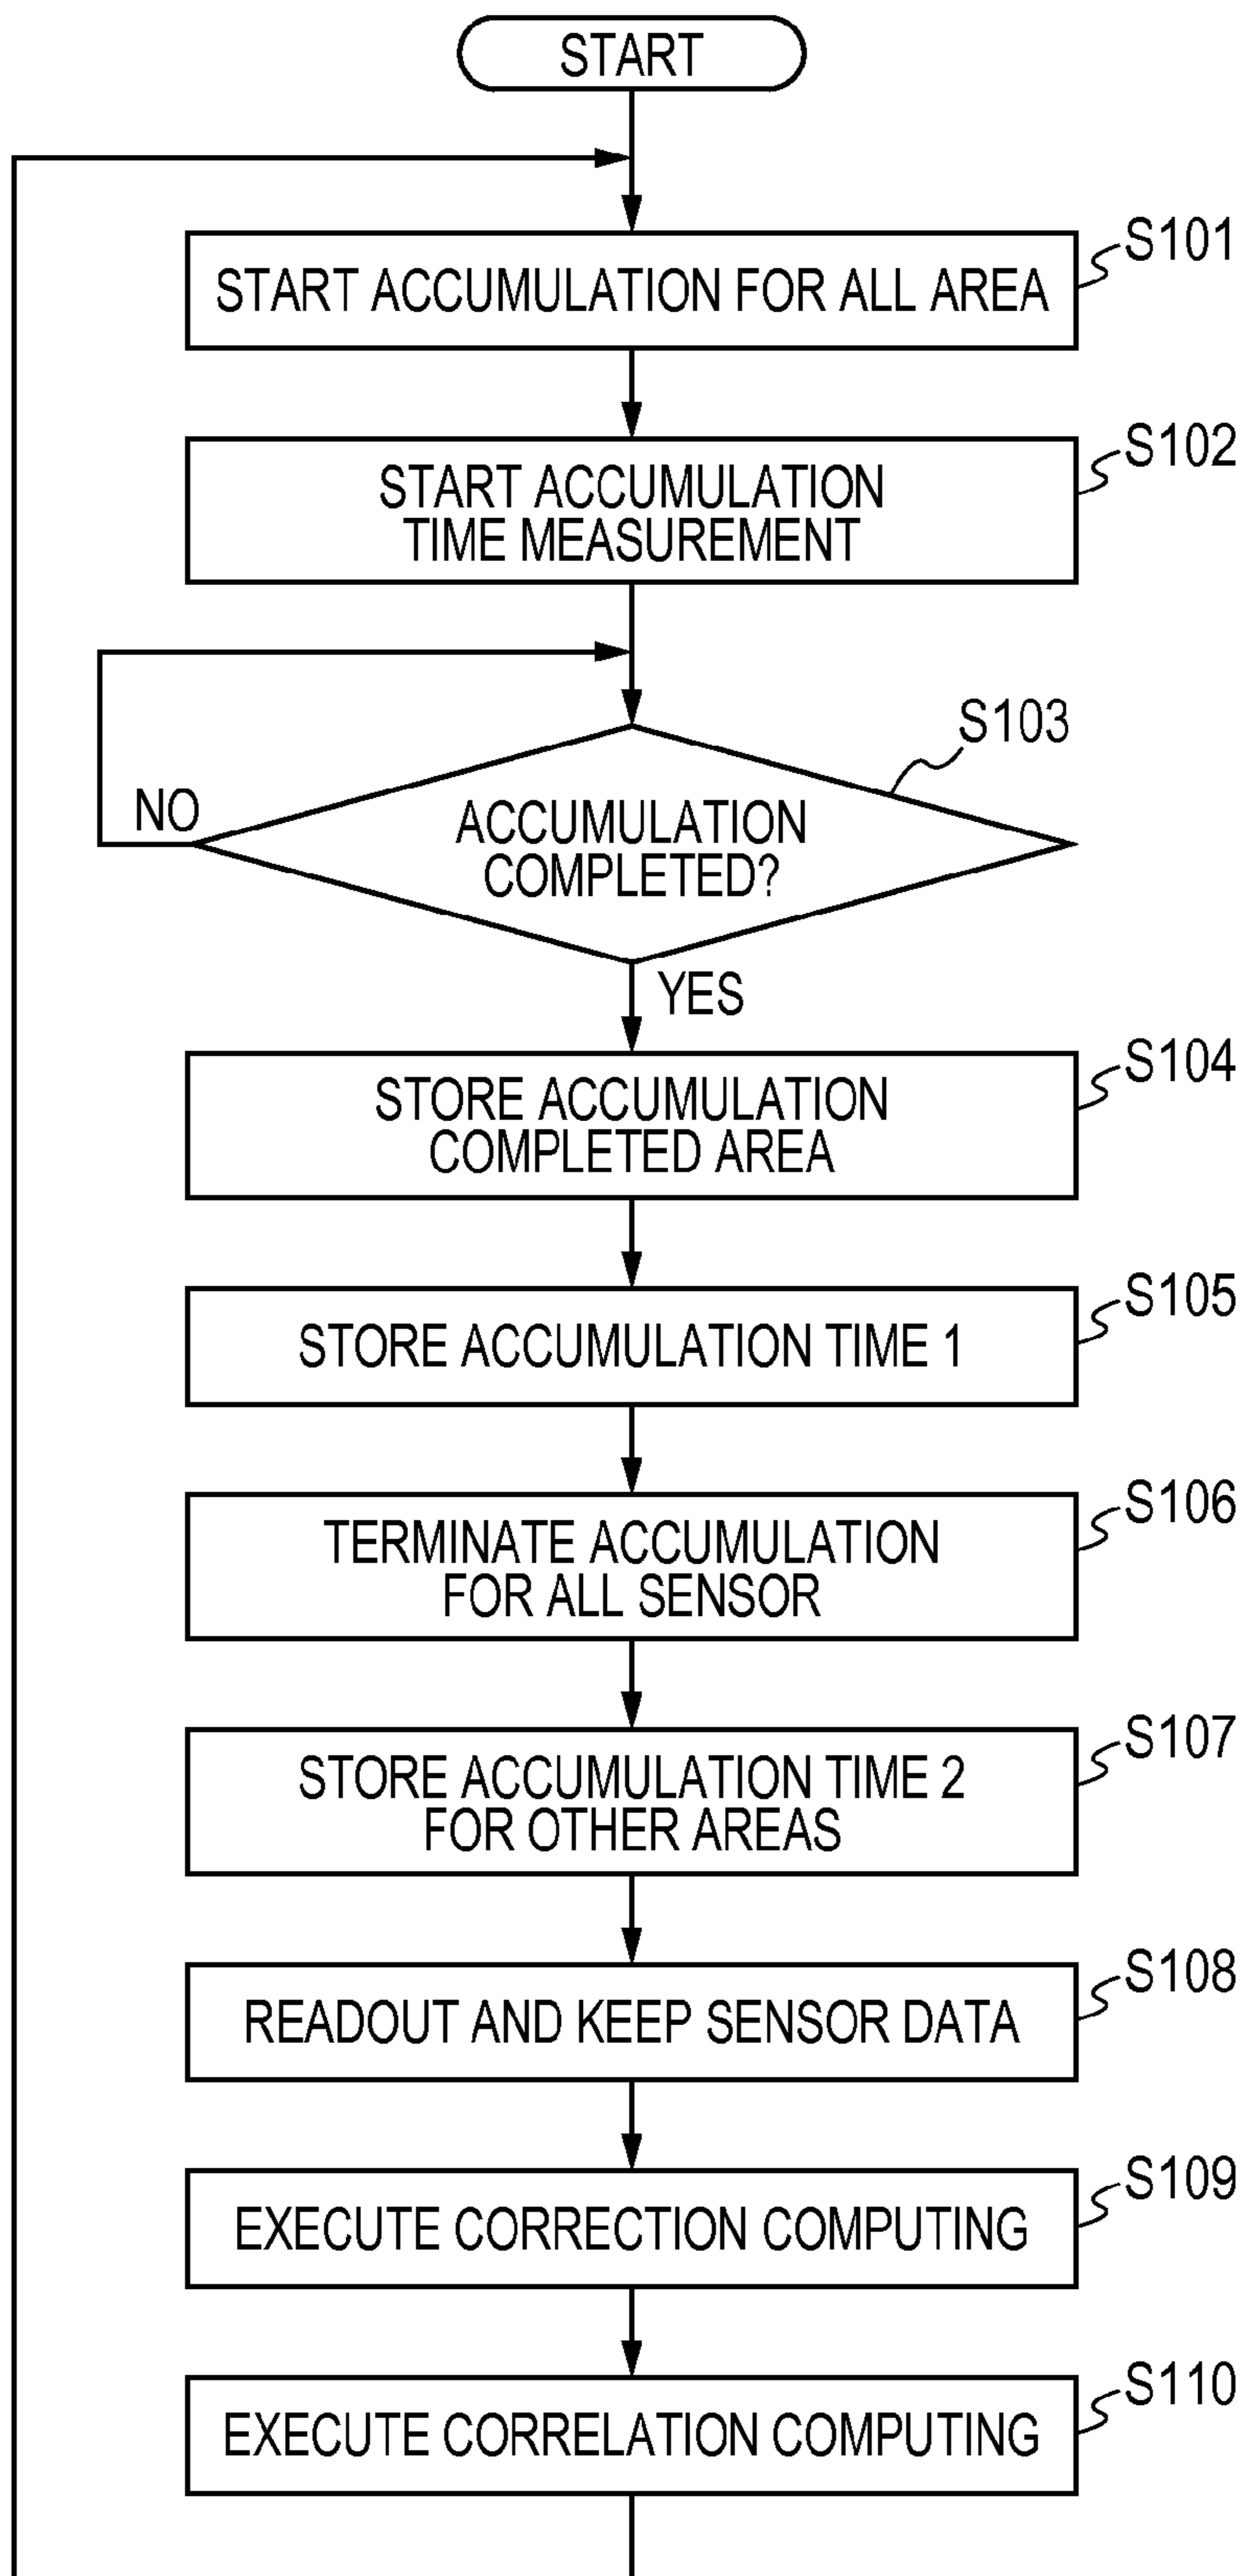 START
START ACCUMULATION FOR ALL AREA
S101
START ACCUMULATION
TIME MEASUREMENT
S102
S103
NO
ACCUMULATION
COMPLETED?
YES
STORE ACCUMULATION
COMPLETED AREA
S104
STORE ACCUMULATION TIME 1
S105
TERMINATE ACCUMULATION
FOR ALL SENSOR
S106
STORE ACCUMULATION TIME 2
FOR OTHER AREAS
S107
READOUT AND KEEP SENSOR DATA
S108
EXECUTE CORRECTION COMPUTING
S109
EXECUTE CORRELATION COMPUTING
S110